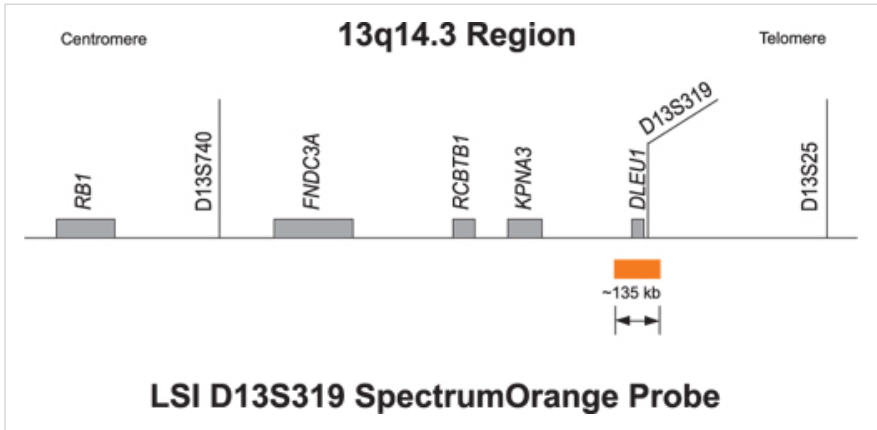 Centromere
13q14.3 Region
Telomere
RB1
D13S740
FNDC3A
RCBTB1
KPNA3
DLEU1
D13S319
D13S25
~135 kb
LSI D13S319 SpectrumOrange Probe